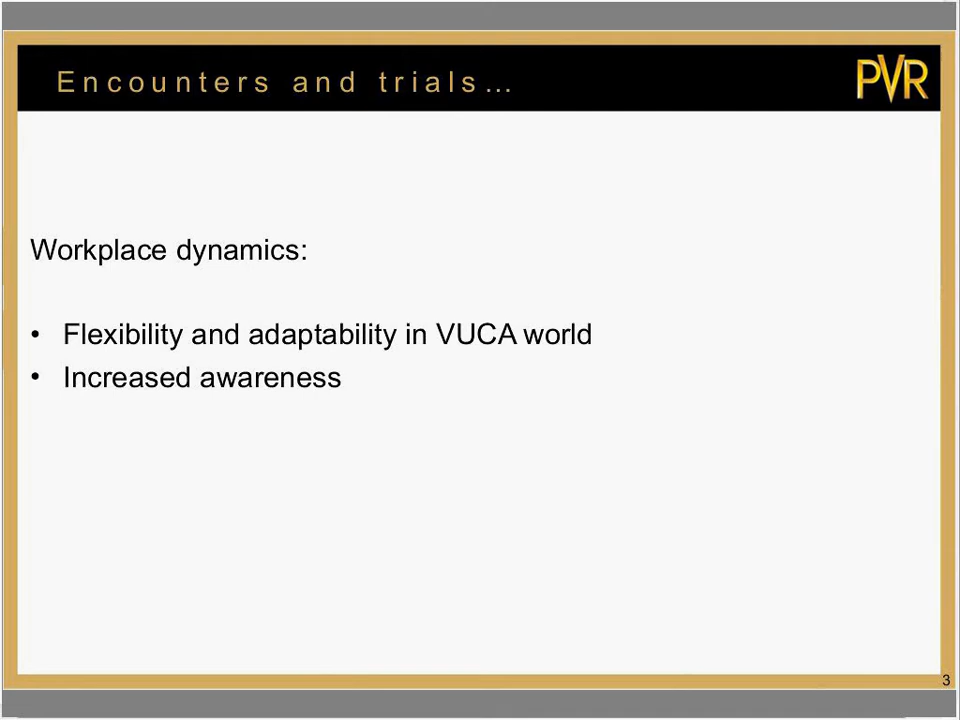 Encounters and trials...
PVR
Workplace dynamics:
• Flexibility and adaptability in VUCA world
• Increased awareness
3